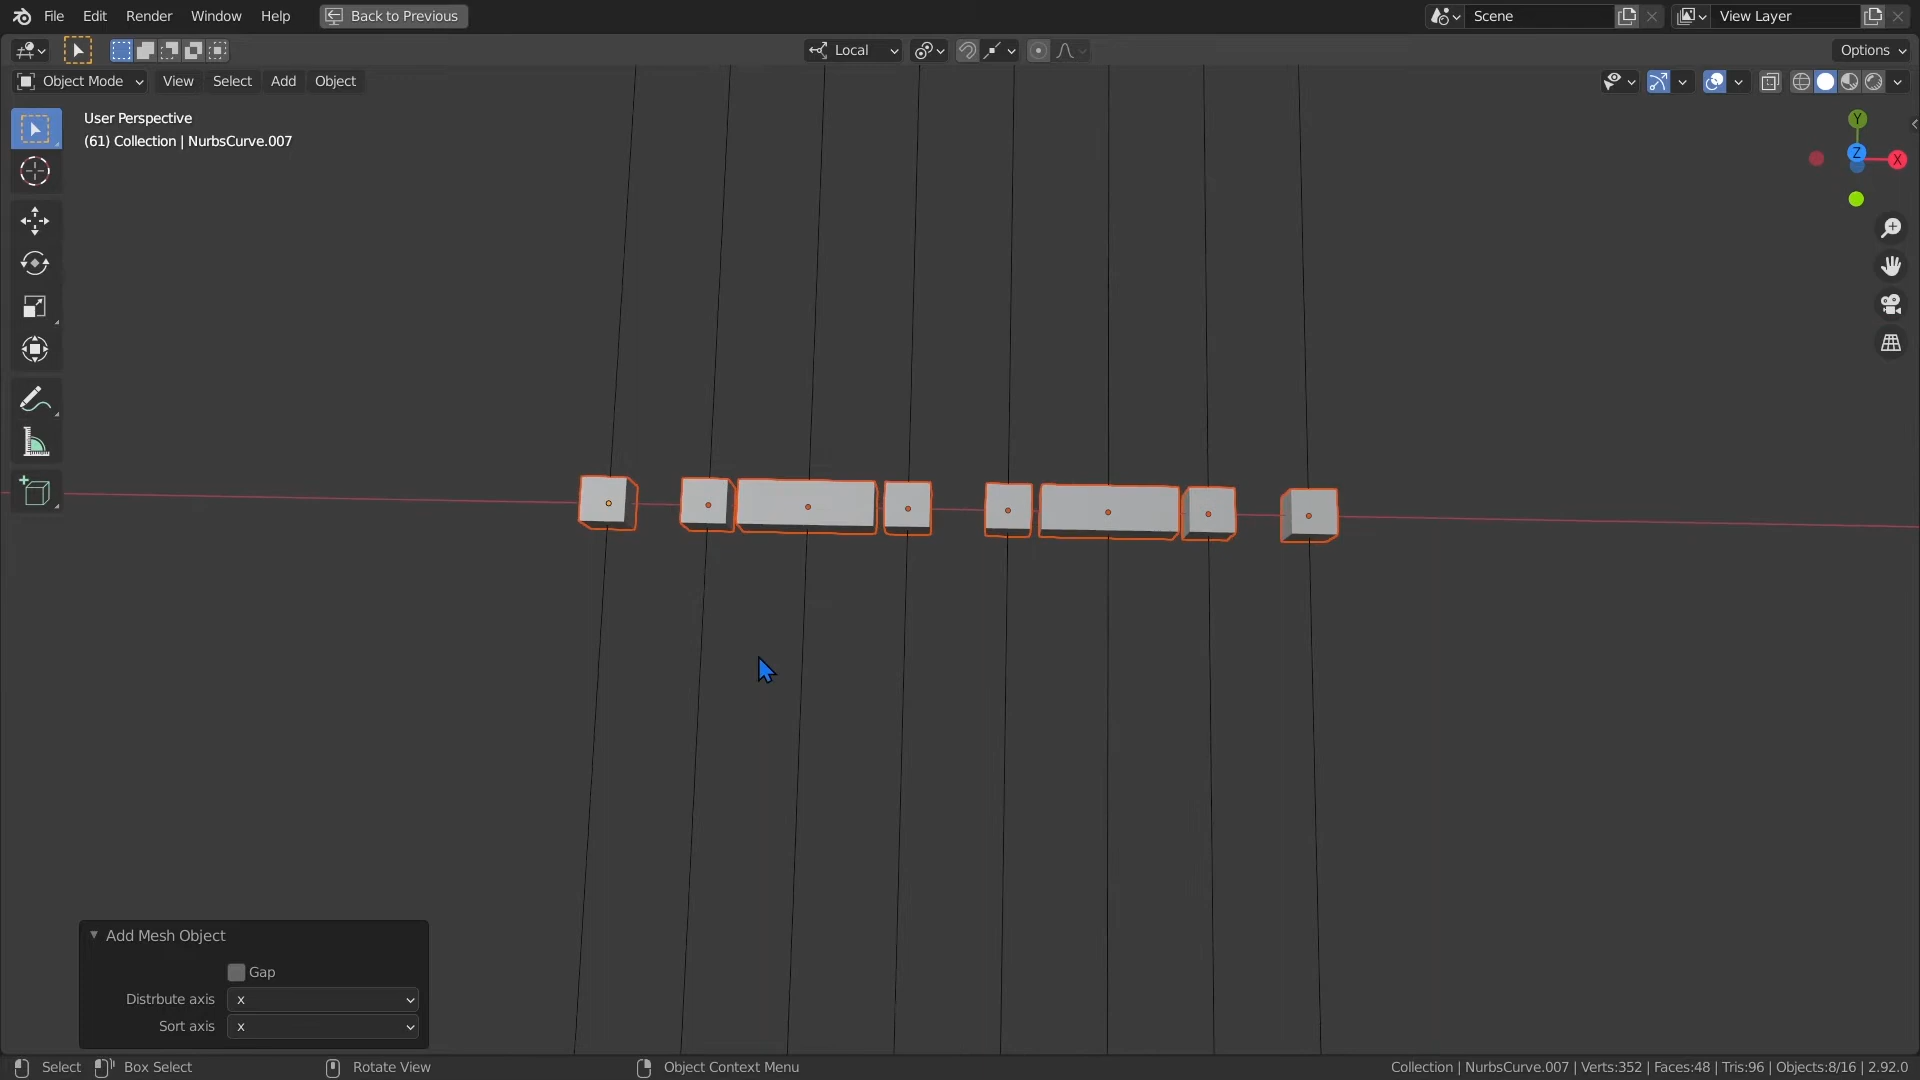 File Edit Render Window Help Back to Previous Scene View Layer
Local Options
Object Mode View Select Add Object
User Perspective
(61) Collection | NurbsCurve.007
Y
Z X
Add Mesh Object
Gap
Distrbute axis x
Sort axis x
Select Box Select Rotate View Object Context Menu Collection | NurbsCurve.007 | Verts:352 | Faces:48 | Tris:96 | Objects:8/16 | 2.92.0